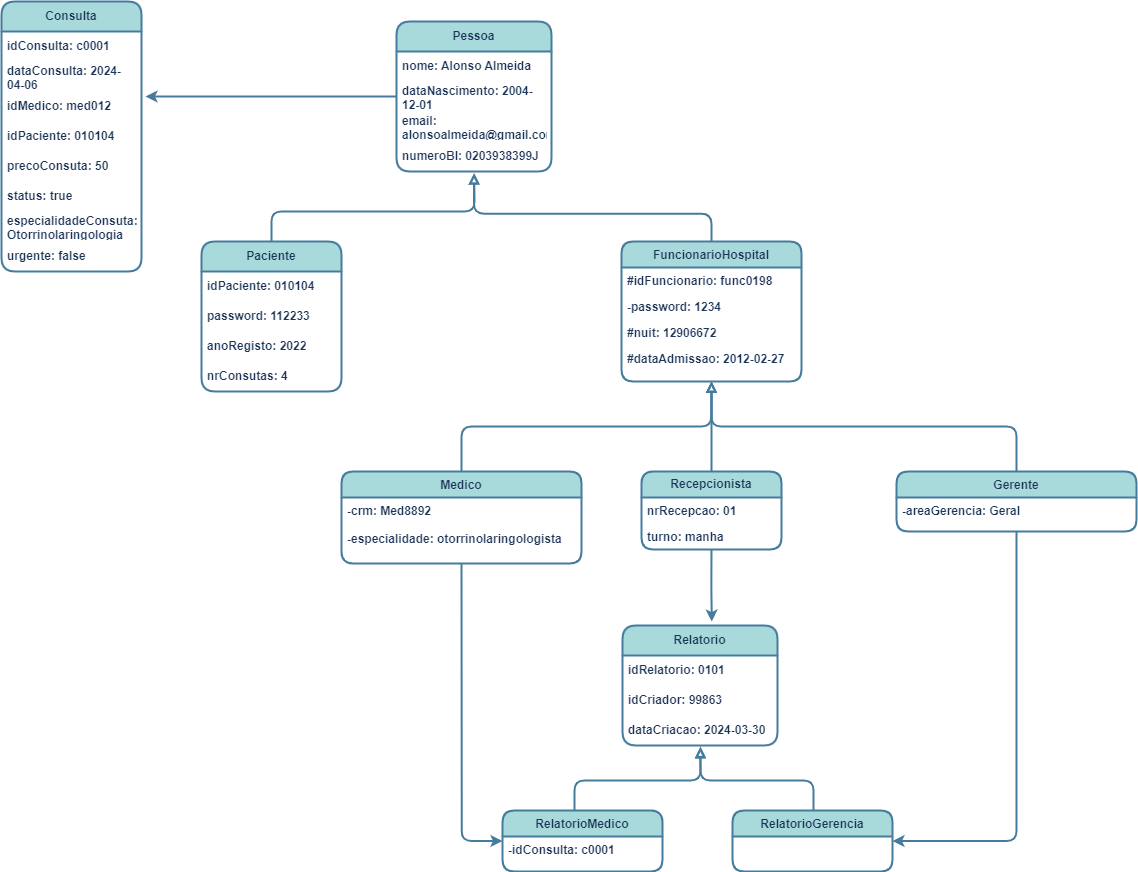 Consulta
idConsulta: c0001
dataConsulta: 2024-
04-06
idMedico: med012
idPaciente: 010104
precoConsuta: 50
status: true
especialidadeConsuta:
Otorrinolaringologia
urgente: false
Pessoa
nome: Alonso Almeida
dataNascimento: 2004-
12-01
email:
alonsoalmeida@gmail.co
numeroBI: 0203938399J
Paciente
idPaciente: 010104
password: 112233
anoRegisto: 2022
nrConsutas: 4
FuncionarioHospital
#idFuncionario: func0198
-password: 1234
#nuit: 12906672
#dataAdmissao: 2012-02-27
Medico
-crm: Med8892
-especialidade: otorrinolaringologista
Recepcionista
nrRecepcao: 01
turno: manha
Gerente
-areaGerencia: Geral
Relatorio
idRelatorio: 0101
idCriador: 99863
dataCriacao: 2024-03-30
RelatorioMedico
-idConsulta: c0001
RelatorioGerencia